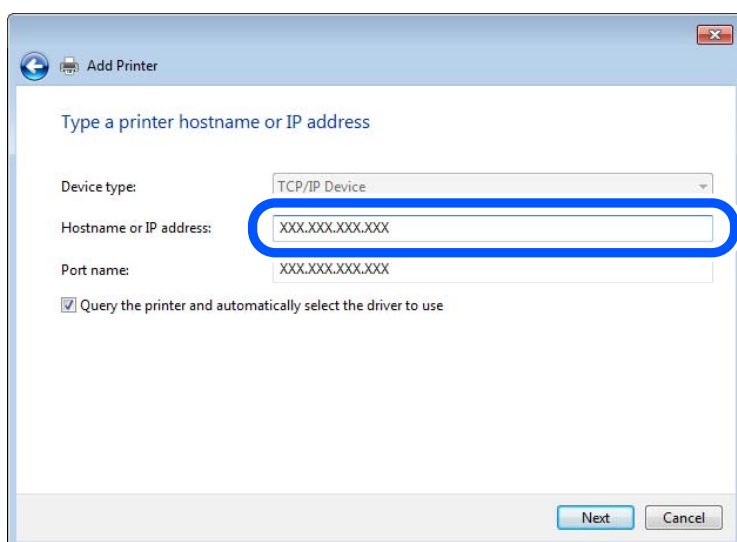 Add Printer
Type a printer hostname or IP address
Device type: TCP/IP Device
Hostname or IP address: XXX.XXX.XXX.XXX
Port name: XXX.XXX.XXX.XXX
Query the printer and automatically select the driver to use
Next Cancel